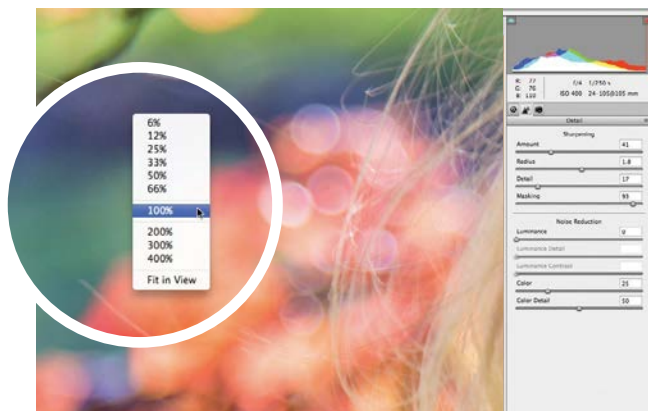 6%
12%
25%
33%
50%
66%
100%
200%
300%
400%
Fit in View
R: 77
G: 76
B: 110
f/4 1/250 s
ISO 400 24-105@105 mm
Detail
Sharpening
Amount 41
Radius 1.8
Detail 17
Masking 93
Noise Reduction
Luminance 0
Luminance Detail
Luminance Contrast
Color 25
Color Detail 50